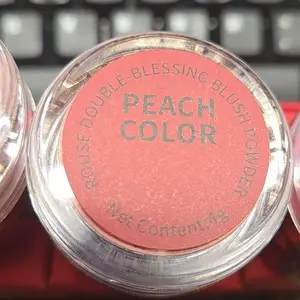 ROUSE·DOUBLE·BLESSING BLUSH POWDER
PEACH
COLOR
Net Content:4g